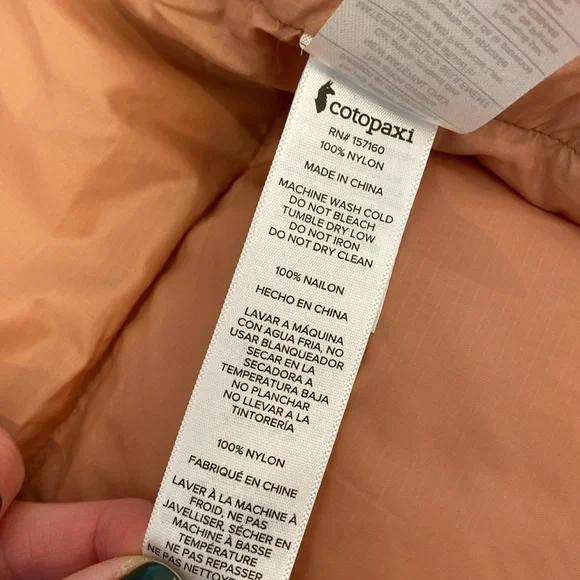 cotopaxi
RN# 157160
100% NYLON
MADE IN CHINA
MACHINE WASH COLD
DO NOT BLEACH
TUMBLE DRY LOW
DO NOT IRON
DO NOT DRY CLEAN
100% NAILON
HECHO EN CHINA
LAVAR A MÁQUINA
CON AGUA FRIA, NO
USAR BLANQUEADOR
SECAR EN LA
SECADORA A
TEMPERATURA BAJA
NO PLANCHAR
NO LLEVAR A LA
TINTORERÍA
100% NYLON
FABRIQUÉ EN CHINE
LAVER À LA MACHINE À
FROID, NE PAS
JAVELLISER, SÉCHER EN
MACHINE À BASSE
TEMPÉRATURE
NE PAS REPASSER
NE PAS